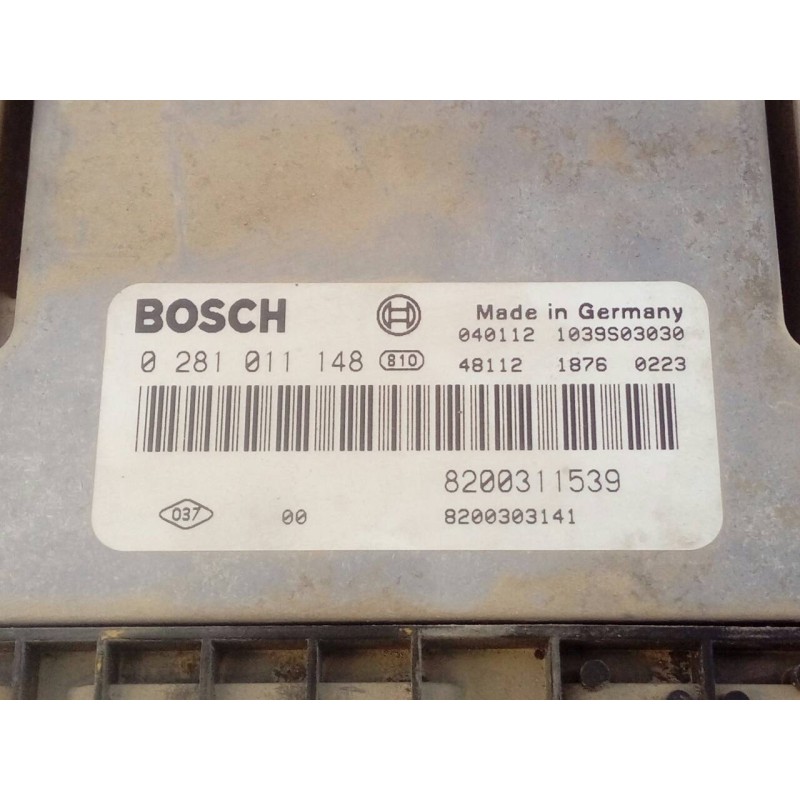 BOSCH
Made in Germany
040112 1039S03030
0 281 011 148 810
48112 1876 0223
8200311539
037 00 8200303141